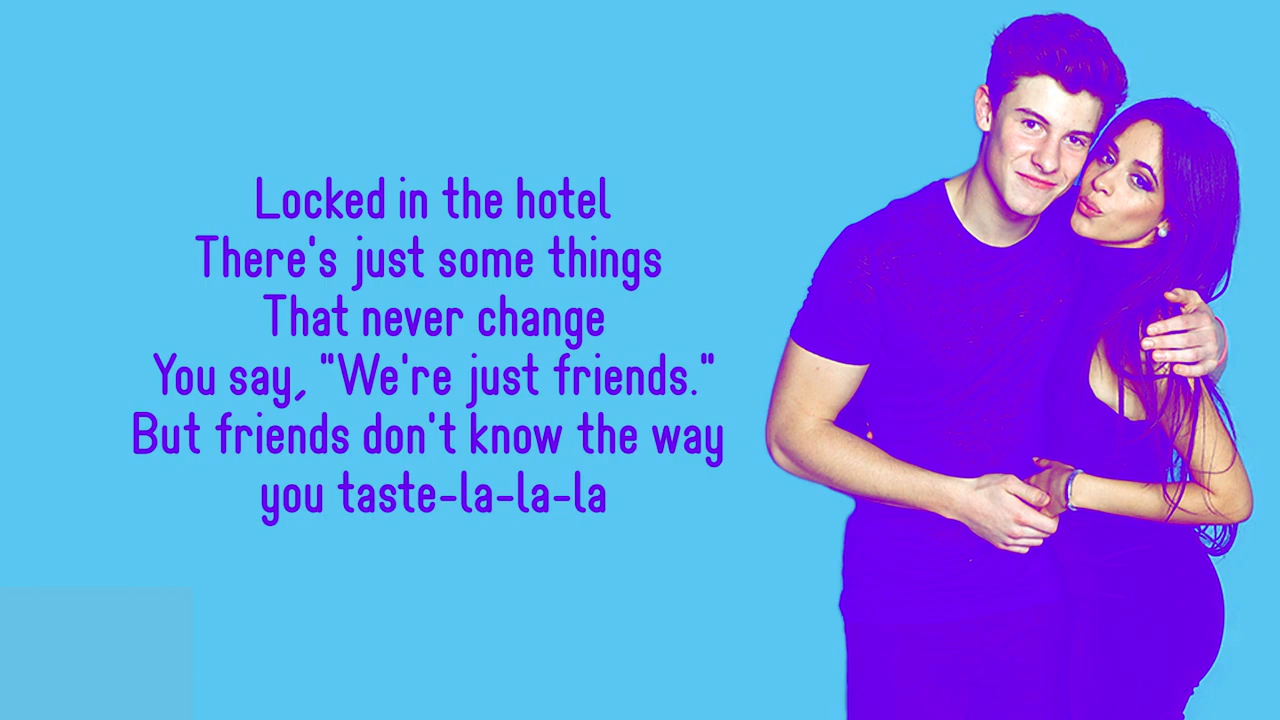 Locked in the hotel
There's just some things
That never change
You say, "We're just friends."
But friends don't know the way
you taste-la-la-la